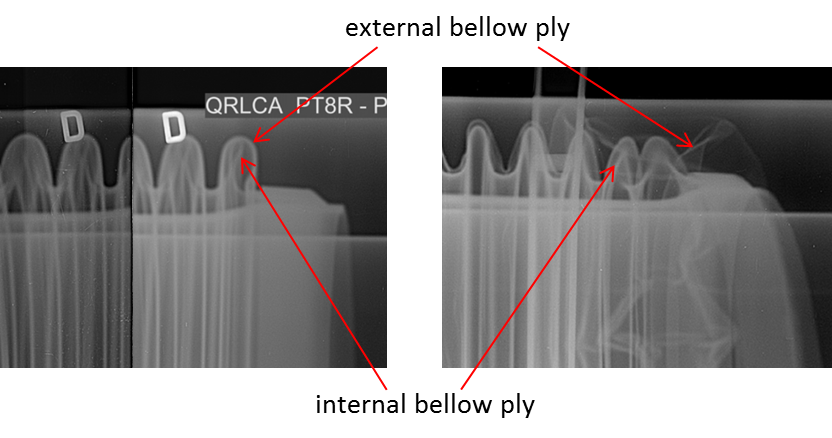 external bellow ply
QRLCA PT8R - P
D D
internal bellow ply